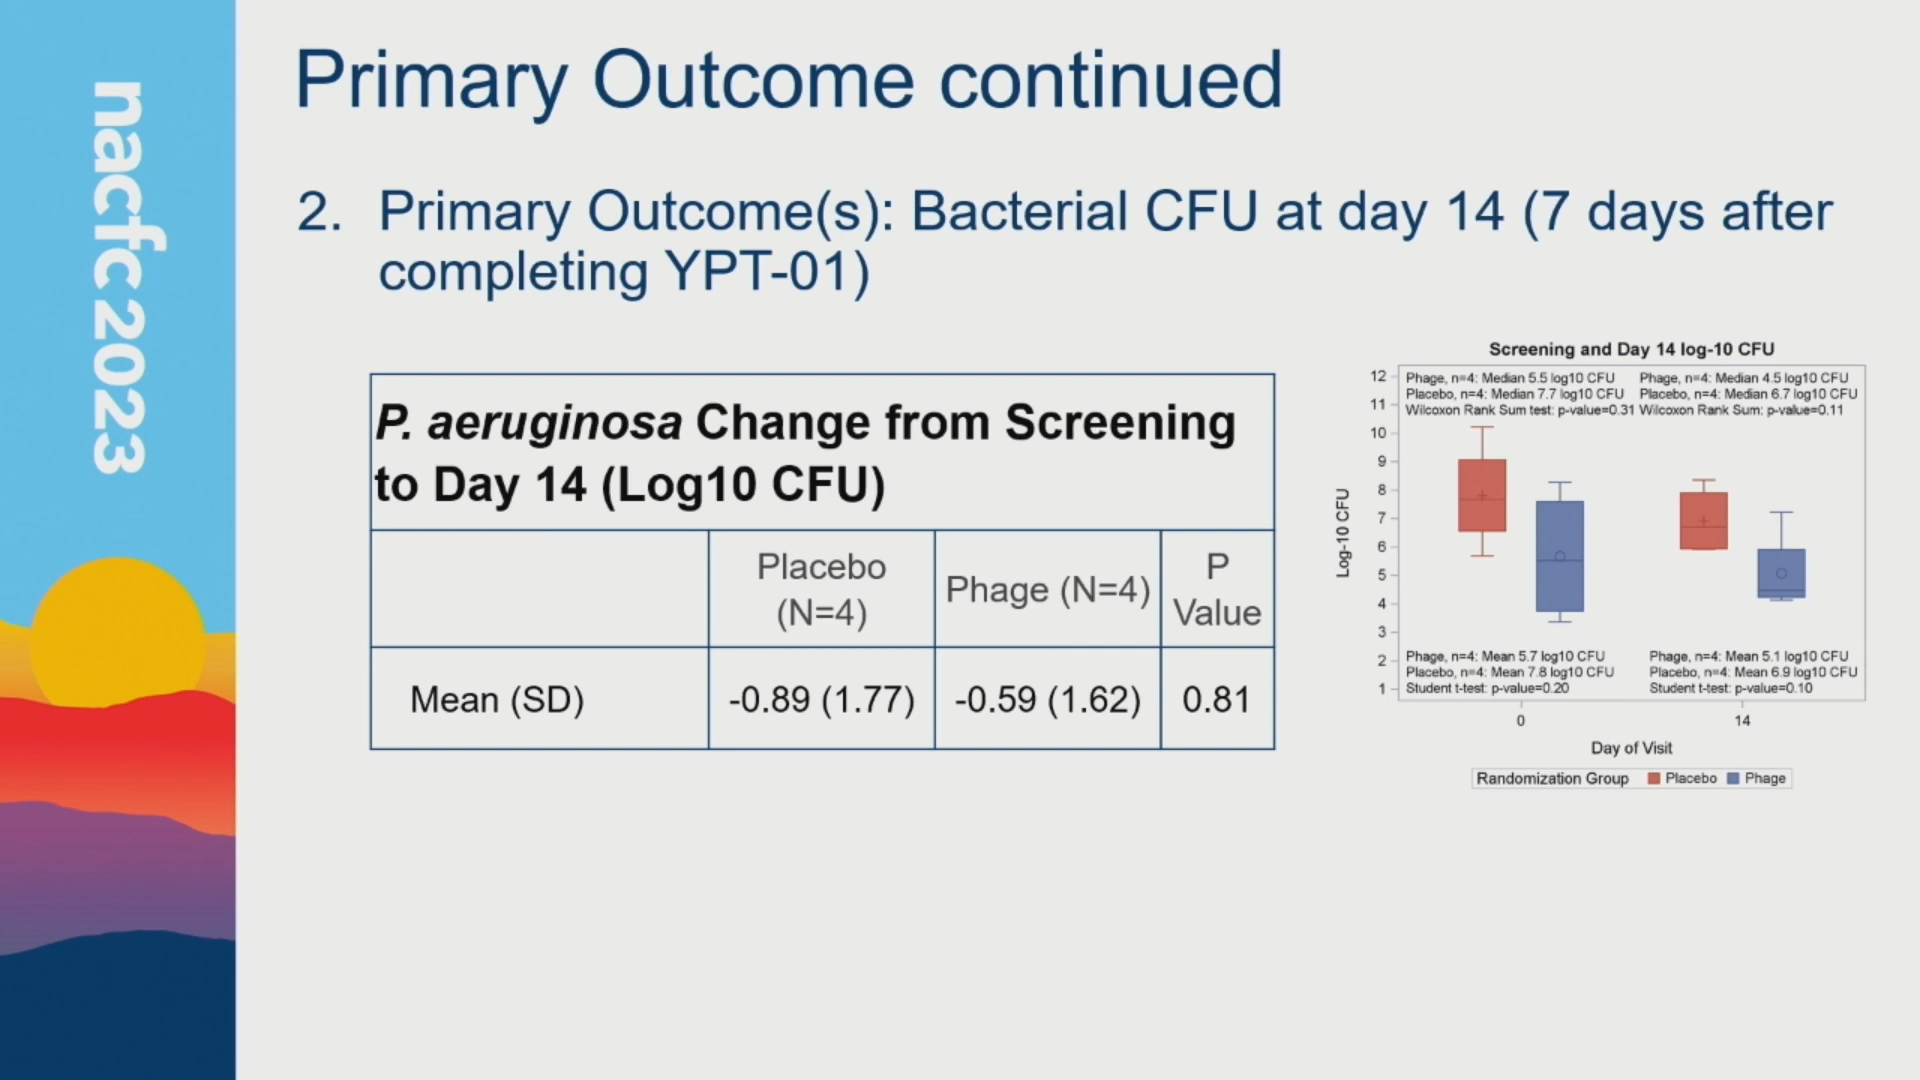 nacfc 2023
Primary Outcome continued
2. Primary Outcome(s): Bacterial CFU at day 14 (7 days after
completing YPT-01)
P. aeruginosa Change from Screening
to Day 14 (Log10 CFU)
Placebo
(N=4)
Phage (N=4)
P
Value
Mean (SD) -0.89 (1.77) -0.59 (1.62) 0.81
Screening and Day 14 log-10 CFU
Phage, n=4: Median 5.5 log10 CFU
Placebo, n=4: Median 7.7 log10 CFU
Wilcoxon Rank Sum test: p-value=0.31
Phage, n=4: Median 4.5 log10 CFU
Placebo, n=4: Median 6.7 log10 CFU
Wilcoxon Rank Sum: p-value=0.11
12
11
10
9
8
7
6
5
4
3
2
1
Log-10 CFU
Phage, n=4: Mean 5.7 log10 CFU
Placebo, n=4: Mean 7.8 log10 CFU
Student t-test: p-value=0.20
Phage, n=4: Mean 5.1 log10 CFU
Placebo, n=4: Mean 6.9 log10 CFU
Student t-test: p-value=0.10
0 14
Day of Visit
Randomization Group Placebo Phage